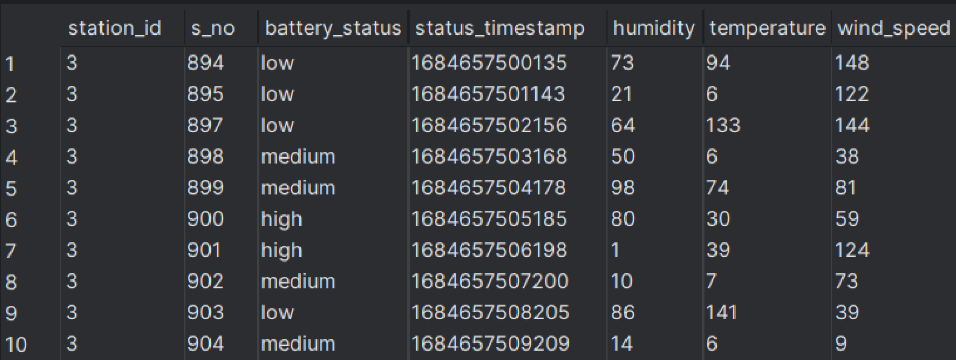 station_id s_no battery_status status_timestamp humidity temperature wind_speed
1 3 894 low 1684657500135 73 94 148
2 3 895 low 1684657501143 21 6 122
3 3 897 low 1684657502156 64 133 144
4 3 898 medium 1684657503168 50 6 38
5 3 899 medium 1684657504178 98 74 81
6 3 900 high 1684657505185 80 30 59
7 3 901 high 1684657506198 1 39 124
8 3 902 medium 1684657507200 10 7 73
9 3 903 low 1684657508205 86 141 39
10 3 904 medium 1684657509209 14 6 9